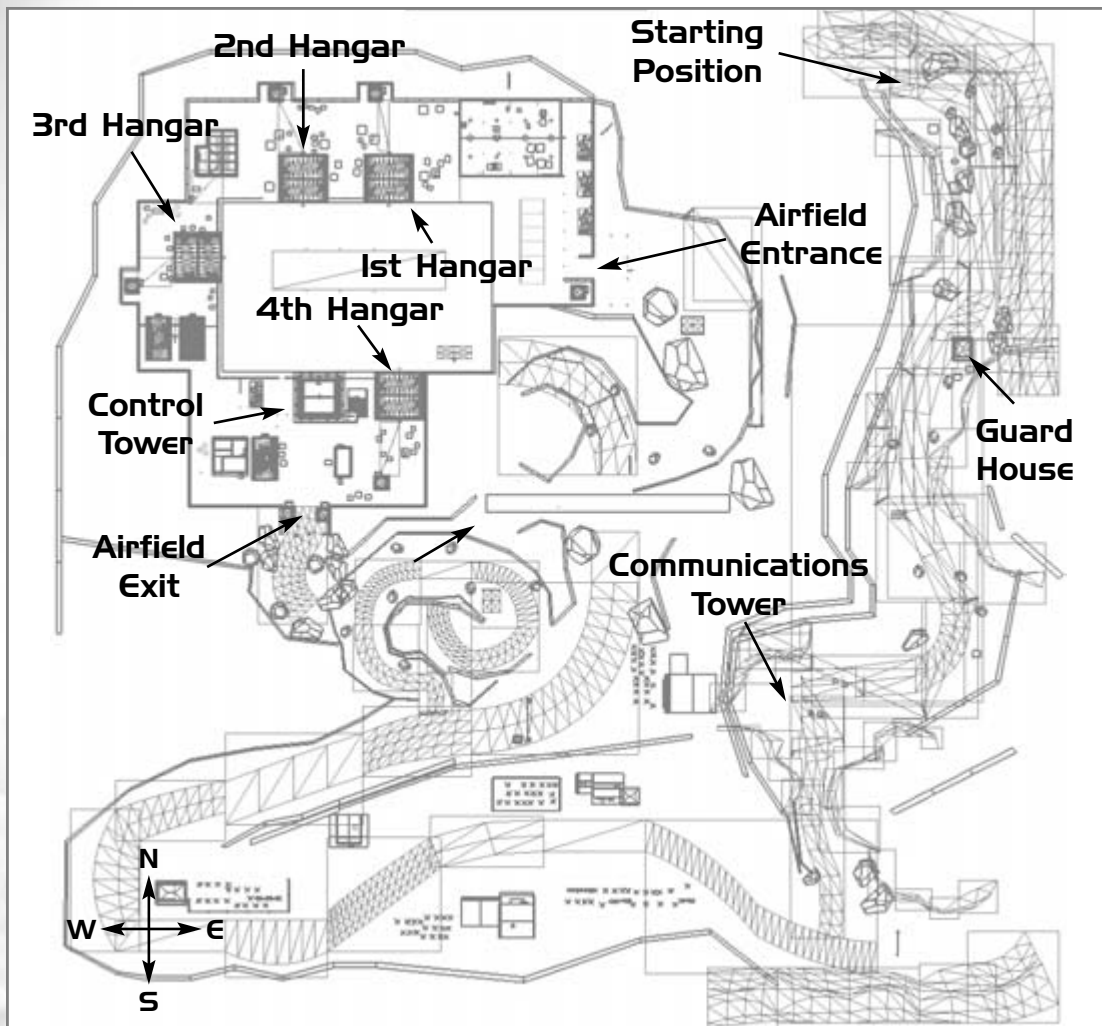 2nd Hangar
Starting
Position
3rd Hangar
Airfield
Entrance
1st Hangar
4th Hangar
Control
Tower
Guard
House
Airfield
Exit
Communications
Tower
N
W
E
S